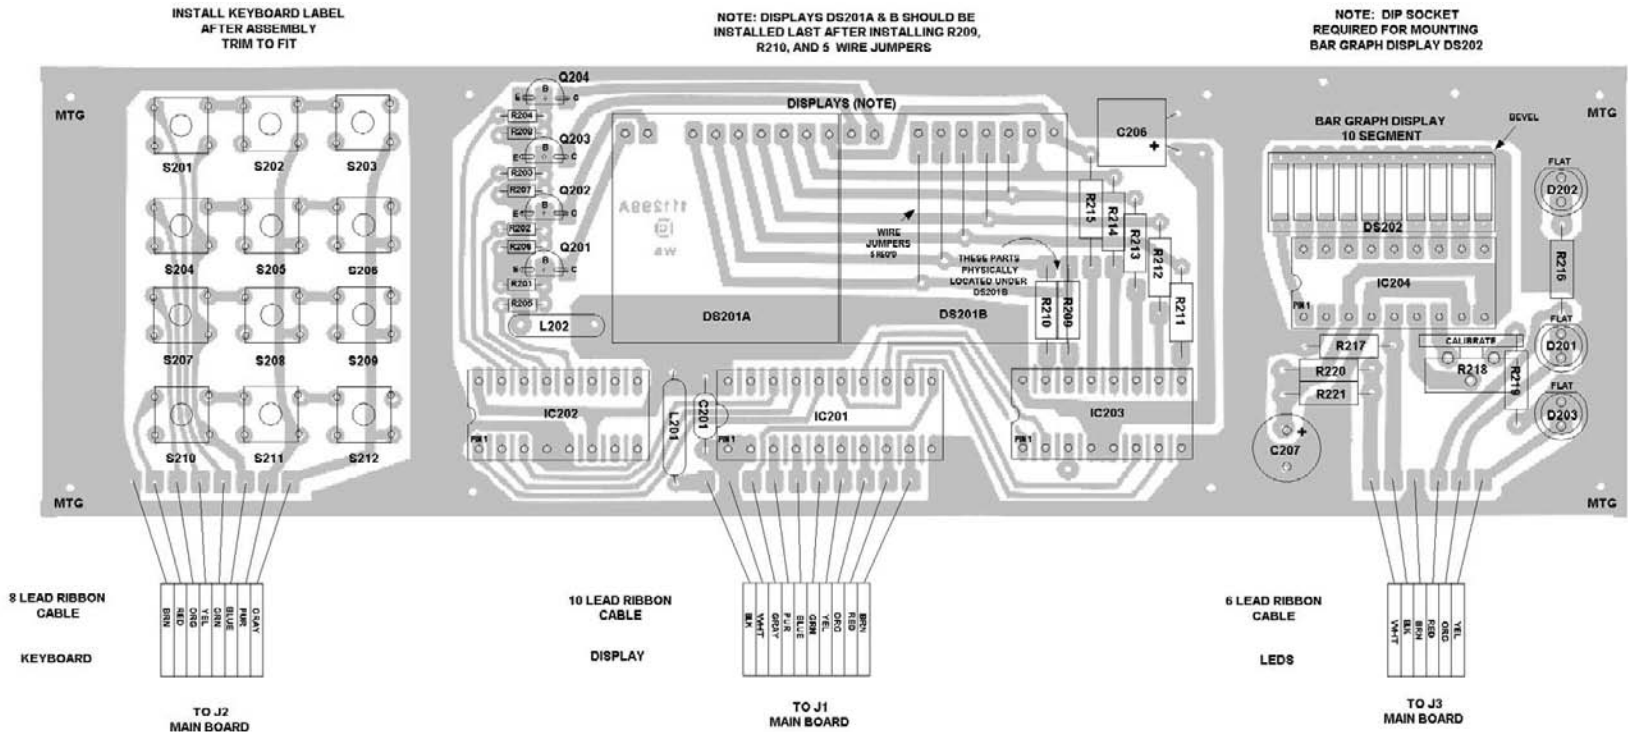 INSTALL KEYBOARD LABEL
AFTER ASSEMBLY
TRIM TO FIT
NOTE: DISPLAYS DS201A & B SHOULD BE
INSTALLED LAST AFTER INSTALLING R209,
R210, AND 5 WIRE JUMPERS
NOTE: DIP SOCKET
REQUIRED FOR MOUNTING
BAR GRAPH DISPLAY DS202
MTG
MTG
MTG
MTG
S201
S202
S203
S204
S205
S206
S207
S208
S209
S210
S211
S212
Q204
E
B
C
R204
R208
Q203
E
B
C
R203
R207
Q202
E
B
C
R202
R206
Q201
E
B
C
R201
R205
L202
DISPLAYS (NOTE)
111298A
WIRE
JUMPERS
5 REQ'D
THESE PARTS
PHYSICALLY
LOCATED UNDER
DS201B
DS201A
DS201B
R210
R209
C206
+
R215
R214
R213
R212
R211
IC202
PIN 1
L201
C201
IC201
PIN 1
IC203
PIN 1
BAR GRAPH DISPLAY
10 SEGMENT
BEVEL
DS202
IC204
PIN 1
FLAT
D202
R216
FLAT
D201
FLAT
D203
R217
R220
R221
CALIBRATE
R218
R219
+
C207
8 LEAD RIBBON
CABLE
KEYBOARD
BRN
RED
ORG
YEL
GRN
BLUE
PUR
GRAY
TO J2
MAIN BOARD
10 LEAD RIBBON
CABLE
DISPLAY
BLK
WHT
GRAY
PUR
BLUE
GRN
YEL
ORG
RED
BRN
TO J1
MAIN BOARD
6 LEAD RIBBON
CABLE
LEDS
WHT
BLK
BRN
RED
ORG
YEL
TO J3
MAIN BOARD